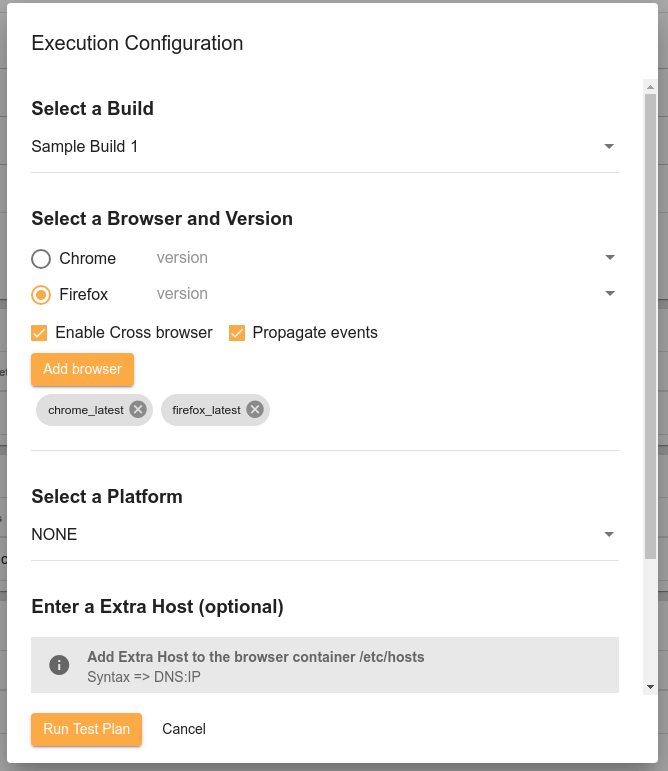 Execution Configuration
Select a Build
Sample Build 1
Select a Browser and Version
Chrome version
Firefox version
Enable Cross browser Propagate events
Add browser
chrome_latest firefox_latest
Select a Platform
NONE
Enter a Extra Host (optional)
Add Extra Host to the browser container /etc/hosts
Syntax => DNS:IP
Run Test Plan Cancel